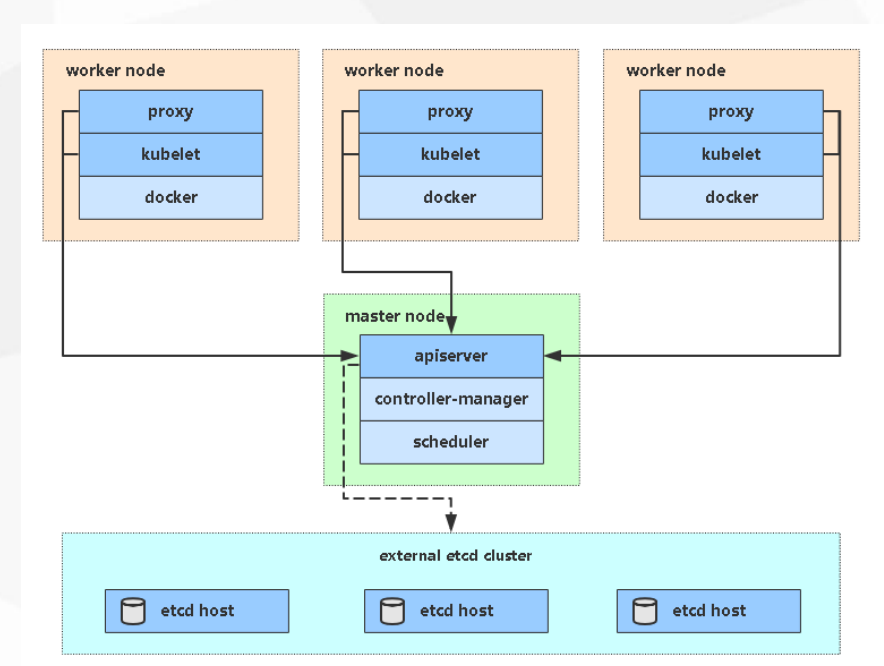 worker node
proxy
kubelet
docker
worker node
proxy
kubelet
docker
worker node
proxy
kubelet
docker
master node
apiserver
controller-manager
scheduler
external etcd cluster
etcd host
etcd host
etcd host